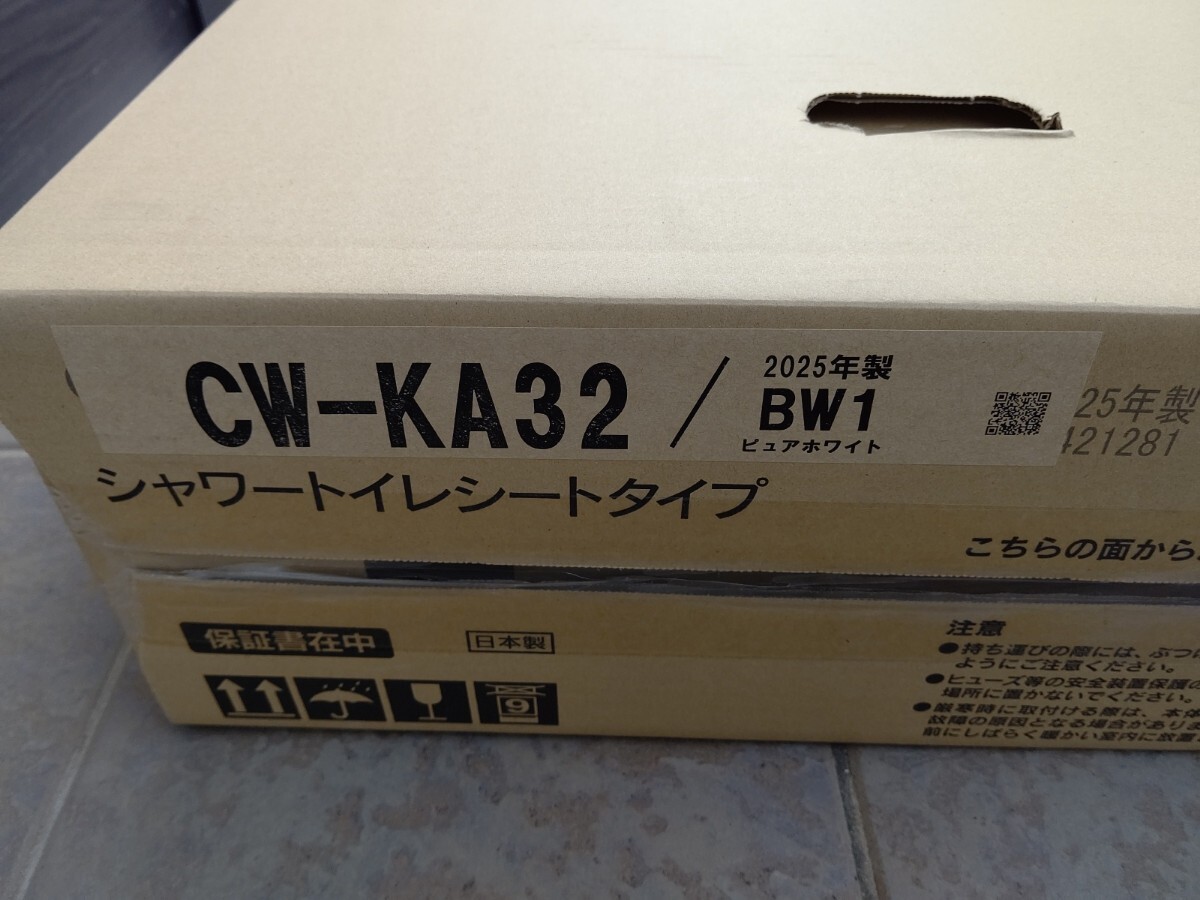 CW-KA32 / 2025年製
BW1
ピュアホワイト
25年製
421281
シャワートイレシートタイプ
こちらの面から
保証書在中
日本製
9
注意
●持ち運びの際には、ぶつけ
ようにご注意ください。
●ヒューズ等の安全装置保護の
場所に置かないでください。
●厳寒時に取付ける際は、本体
故障の原因となる場合があり
前にしばらく暖かい室内に放置